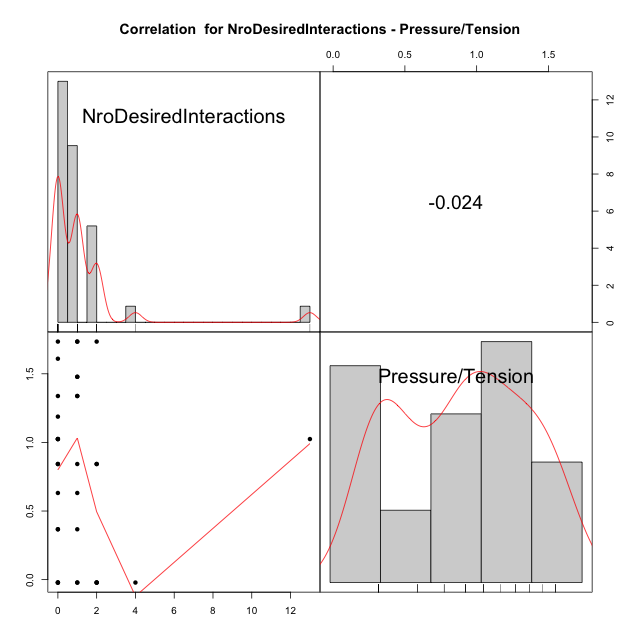 Correlation  for NroDesiredInteractions - Pressure/Tension
0.0 0.5 1.0 1.5
NroDesiredInteractions
-0.024
12
10
8
6
4
2
0
Pressure/Tension
1.5
1.0
0.5
0.0
0 2 4 6 8 10 12